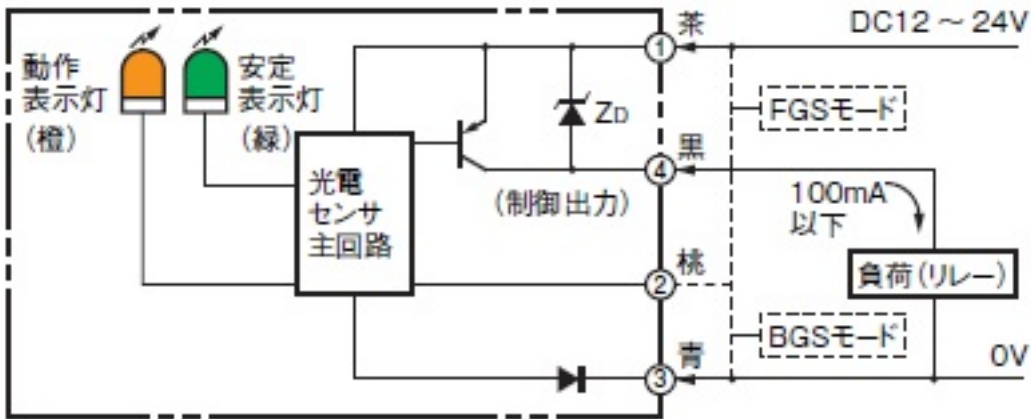 動作
表示灯
(橙)
安定
表示灯
(緑)
光電
センサ
主回路
ZD
(制御出力)
① 茶
④ 黒
② 桃
③ 青
DC12 ～ 24V
FGSモード
100mA
以下
負荷(リレー)
BGSモード
0V